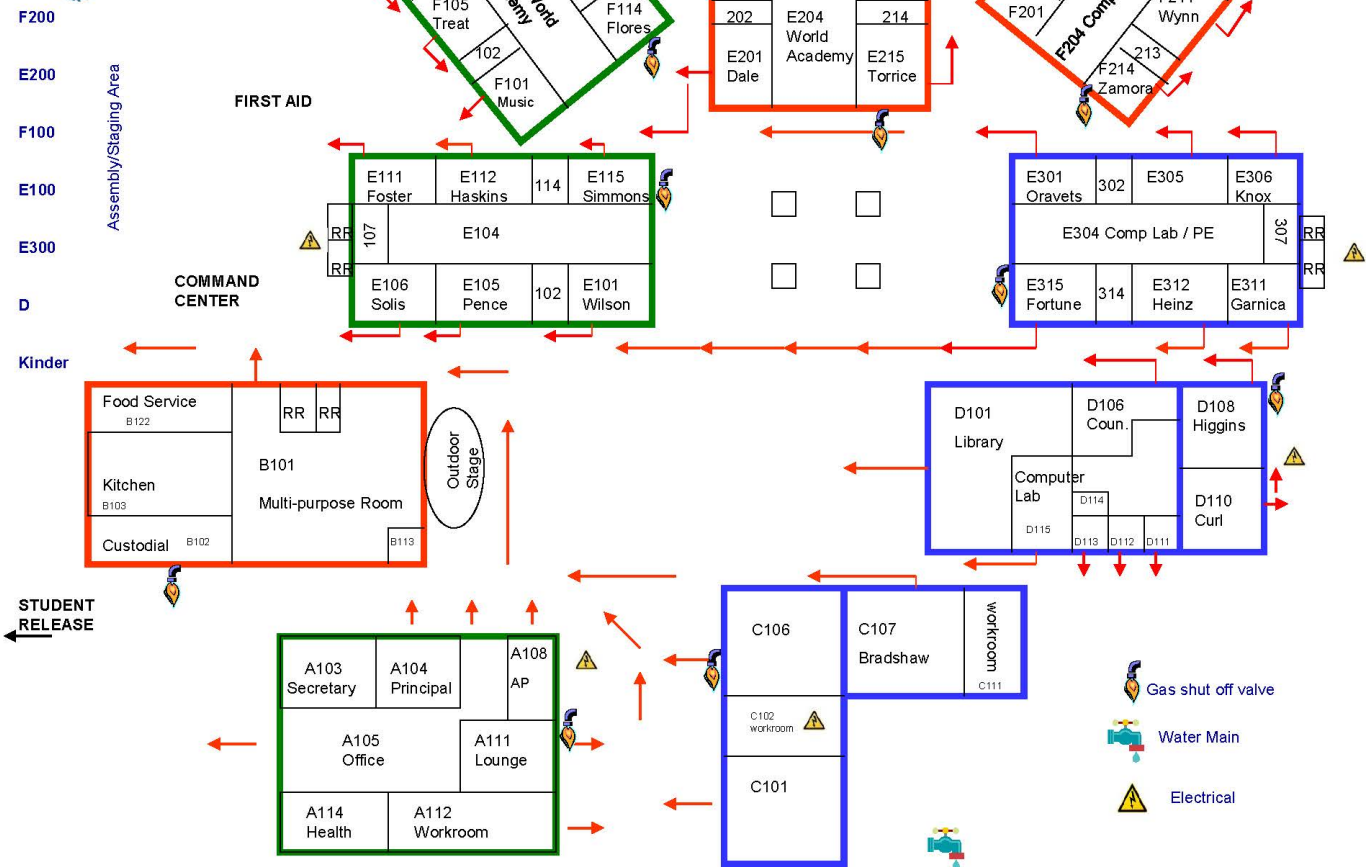 F200
E200
F100
E100
E300
D
Kinder
Assembly/Staging Area
FIRST AID
COMMAND
CENTER
STUDENT
RELEASE
F105
Treat
102
F101
Music
World
F114
Flores
202
E201
Dale
E204
World
Academy
214
E215
Torrice
F201
F204 Comp
Wynn
213
F214
Zamora
E111
Foster
E112
Haskins
114
E115
Simmons
RR
107
E104
RR
E106
Solis
E105
Pence
102
E101
Wilson
E301
Oravets
302
E305
E306
Knox
E304 Comp Lab / PE
307
RR
RR
E315
Fortune
314
E312
Heinz
E311
Garnica
Food Service
B122
Kitchen
B103
Custodial B102
RR
RR
B101
Multi-purpose Room
B113
Outdoor
Stage
D101
Library
D106
Coun.
Computer
Lab
D115
D114
D113
D112
D111
D108
Higgins
D110
Curl
A103
Secretary
A104
Principal
A108
AP
A105
Office
A111
Lounge
A114
Health
A112
Workroom
C106
C107
Bradshaw
workroom
C111
C102
workroom
C101
Gas shut off valve
Water Main
Electrical